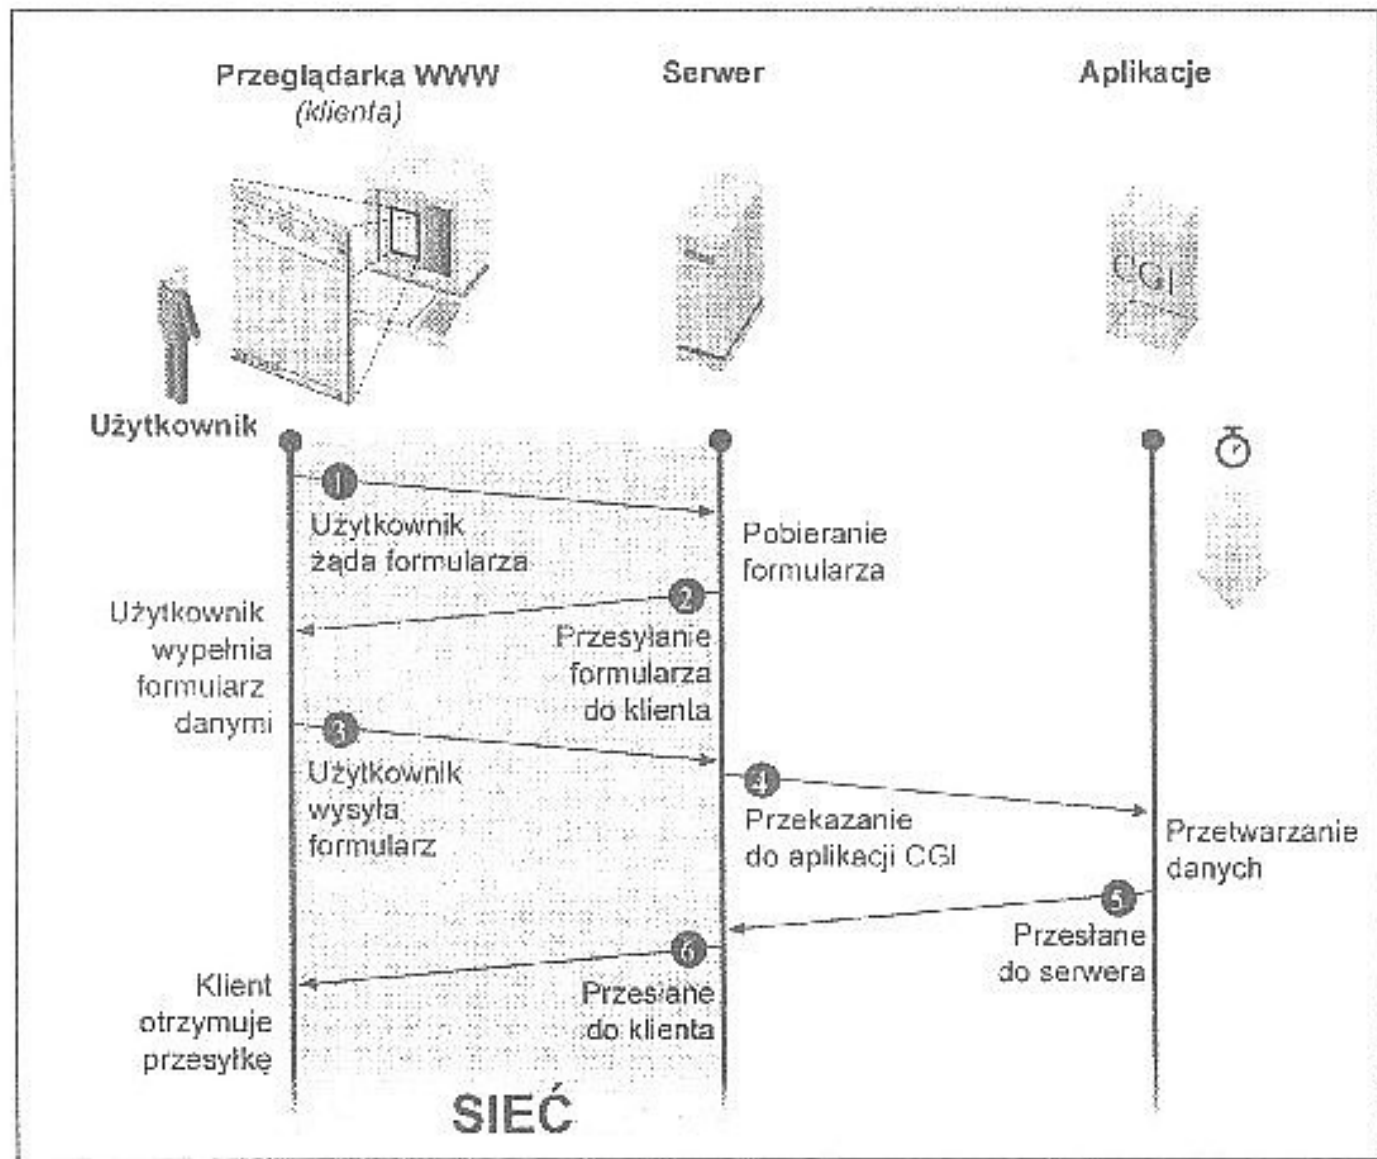 Przeglądarka WWW
(klienta)
Serwer
Aplikacje
CGI
Użytkownik
1
Użytkownik
żąda formularza
Pobieranie
formularza
2
Przesyłanie
formularza
do klienta
Użytkownik
wypełnia
formularz
danymi
3
Użytkownik
wysyła
formularz
4
Przekazanie
do aplikacji CGI
Przetwarzanie
danych
5
Przesłane
do serwera
6
Przesłane
do klienta
Klient
otrzymuje
przesyłkę
SIEĆ